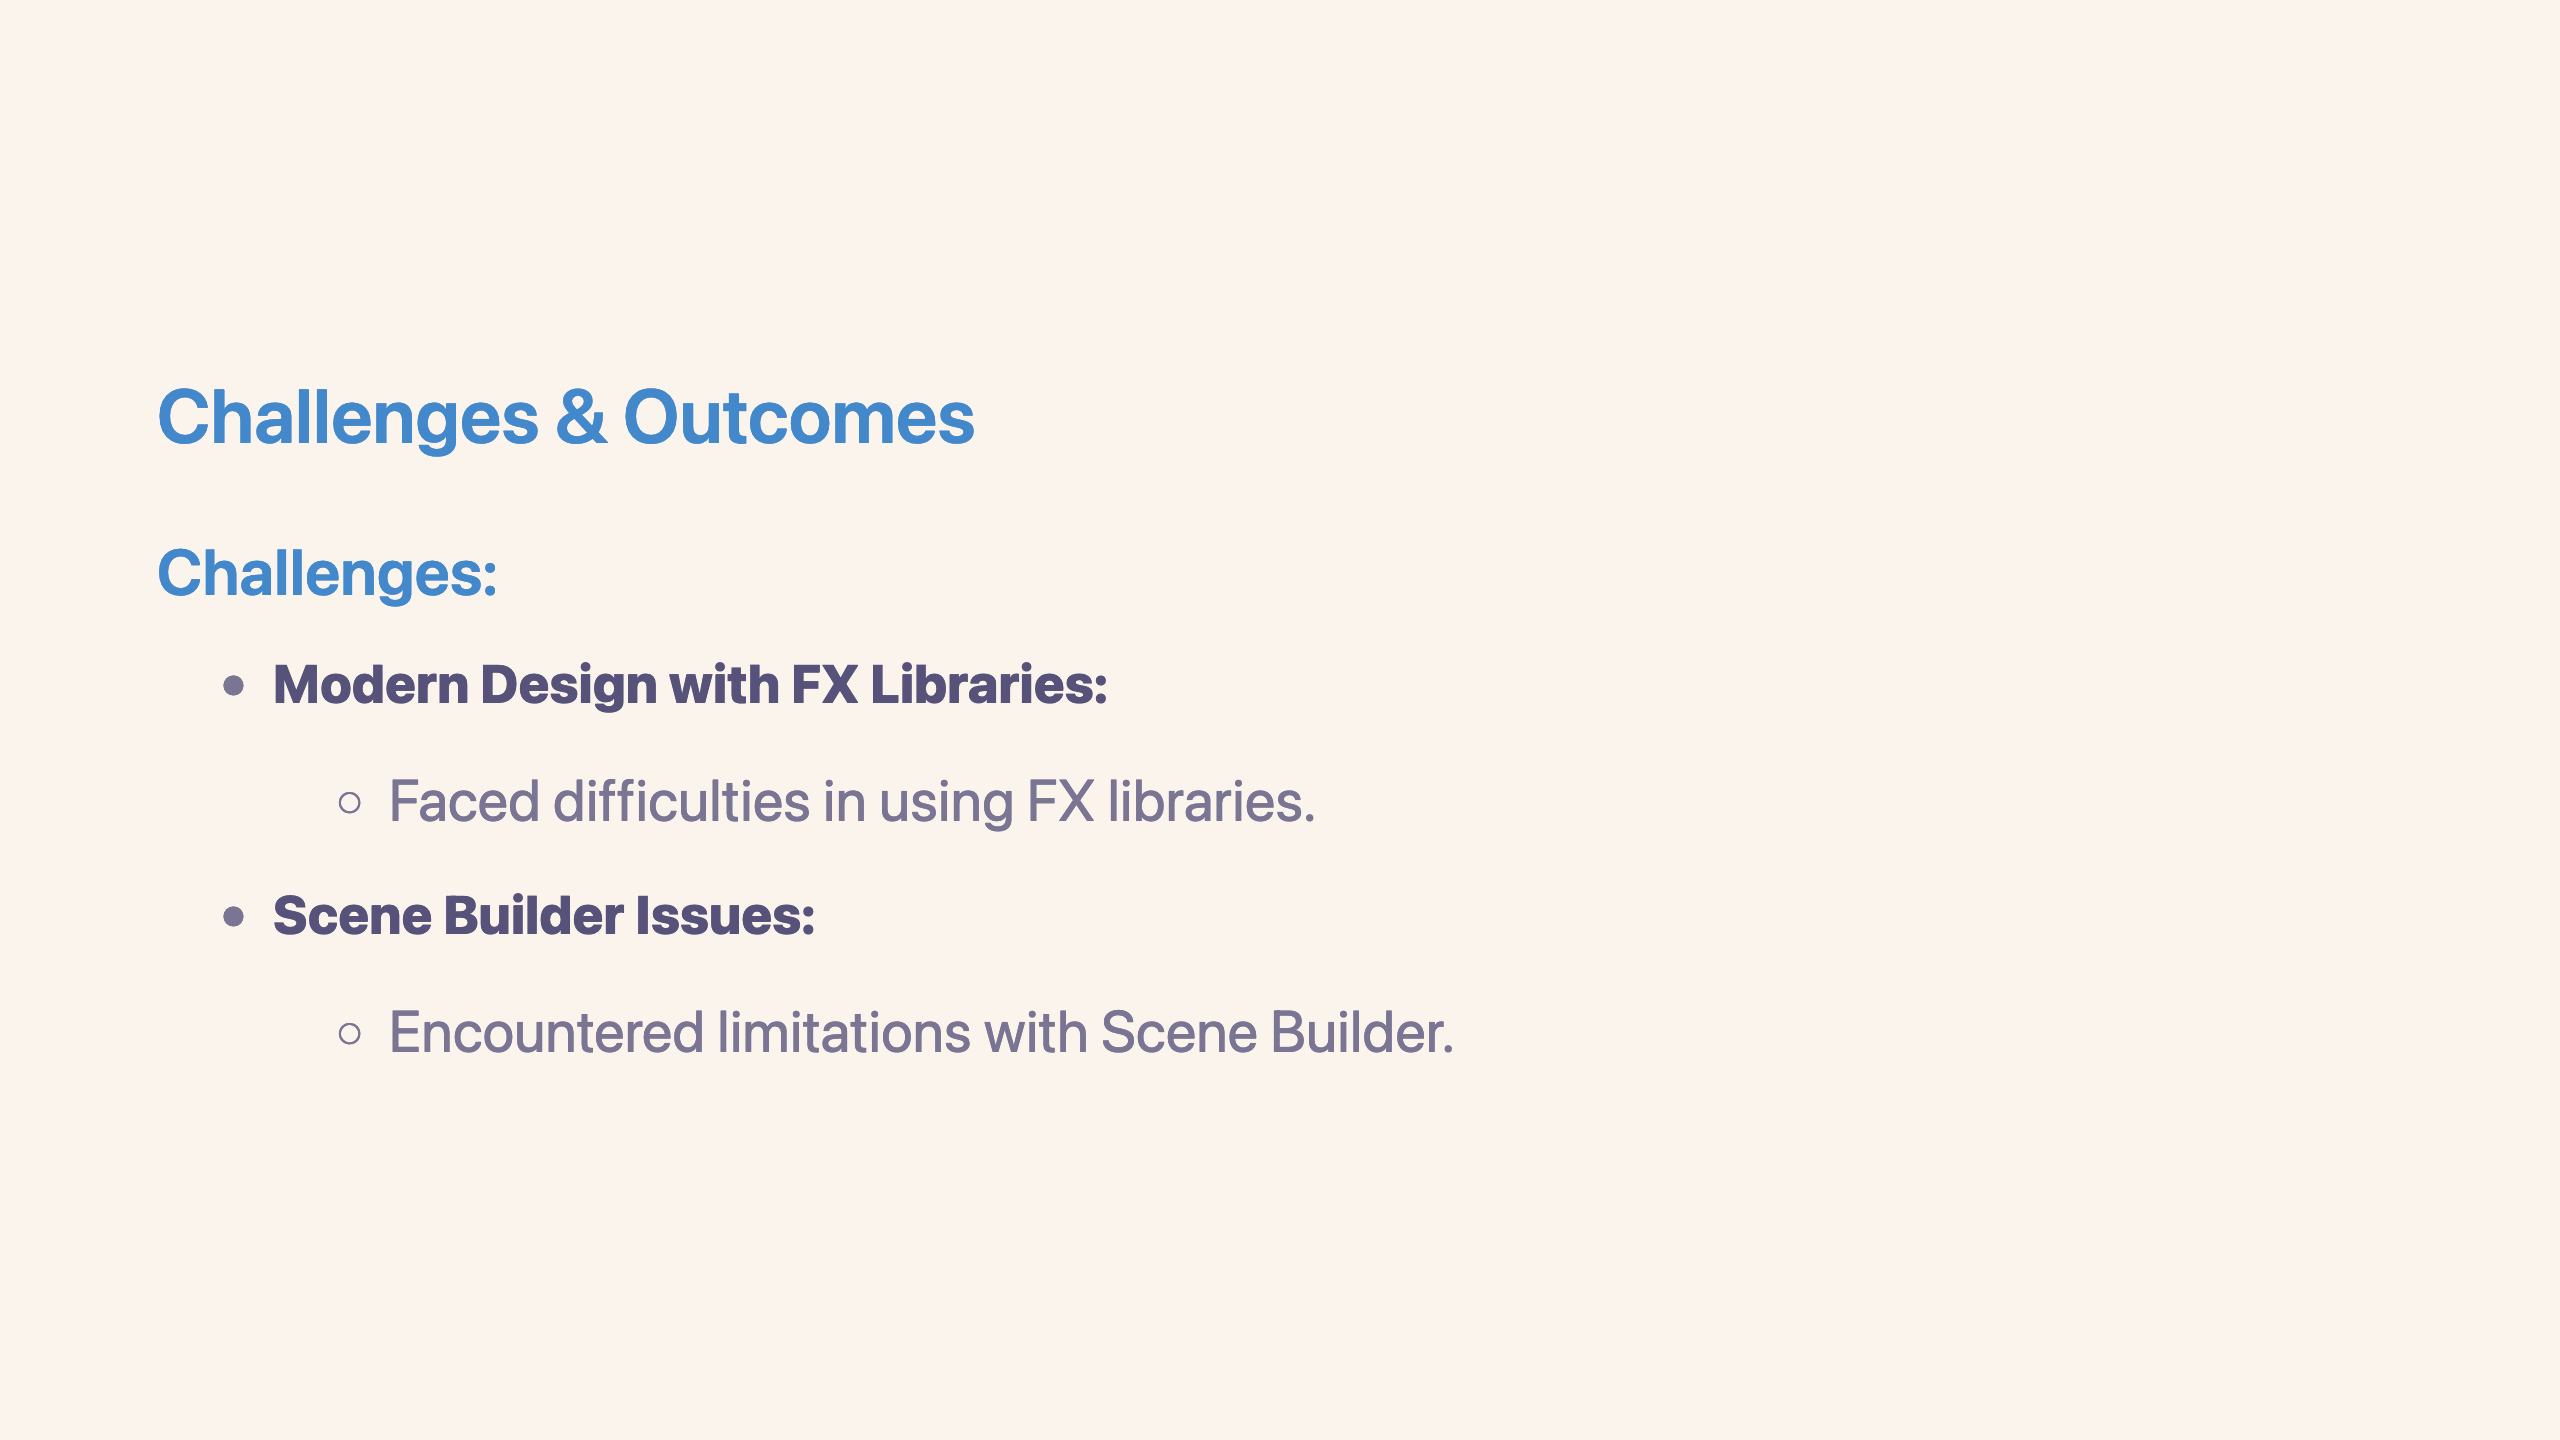 Challenges & Outcomes
Challenges:
Modern Design with FX Libraries:
Faced difficulties in using FX libraries.
Scene Builder Issues:
Encountered limitations with Scene Builder.